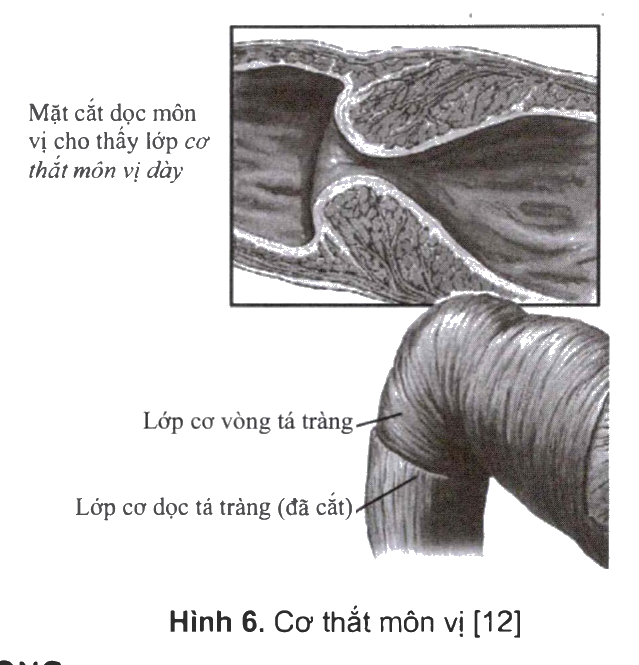 Mặt cắt dọc môn
vị cho thấy lớp cơ
thắt môn vị dày
Lớp cơ vòng tá tràng
Lớp cơ dọc tá tràng (đã cắt)
Hình 6. Cơ thắt môn vị [12]